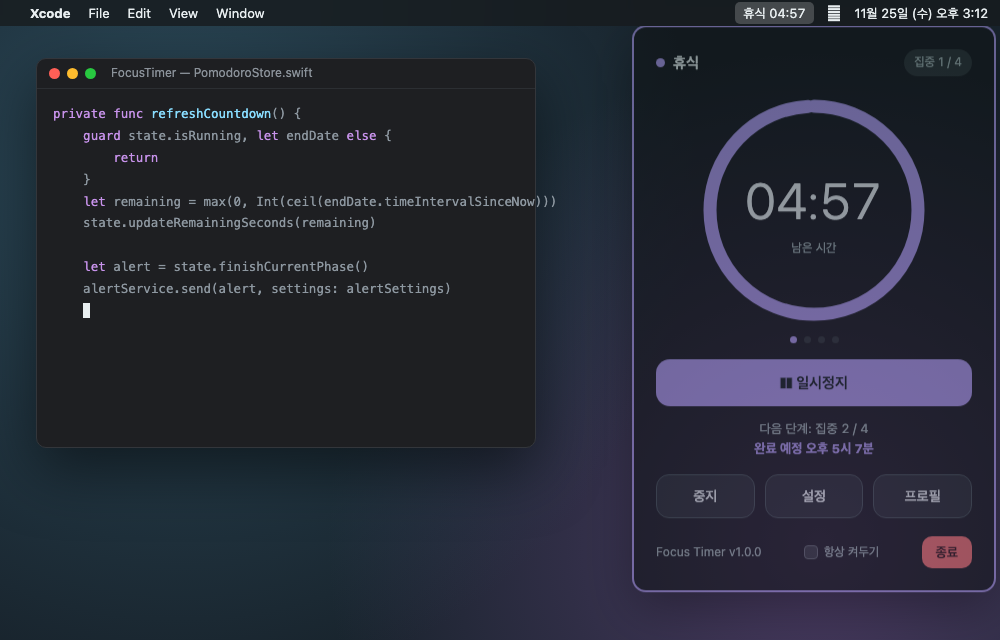 Xcode File Edit View Window 휴식 04:57 11월 25일 (수) 오후 3:12
FocusTimer — PomodoroStore.swift
private func refreshCountdown() {
    guard state.isRunning, let endDate else {
        return
    }
    let remaining = max(0, Int(ceil(endDate.timeIntervalSinceNow)))
    state.updateRemainingSeconds(remaining)
    let alert = state.finishCurrentPhase()
    alertService.send(alert, settings: alertSettings)
휴식 집중 1 / 4
04:57
남은 시간
일시정지
다음 단계: 집중 2 / 4
완료 예정 오후 5시 7분
중지 설정 프로필
Focus Timer v1.0.0 항상 켜두기 종료